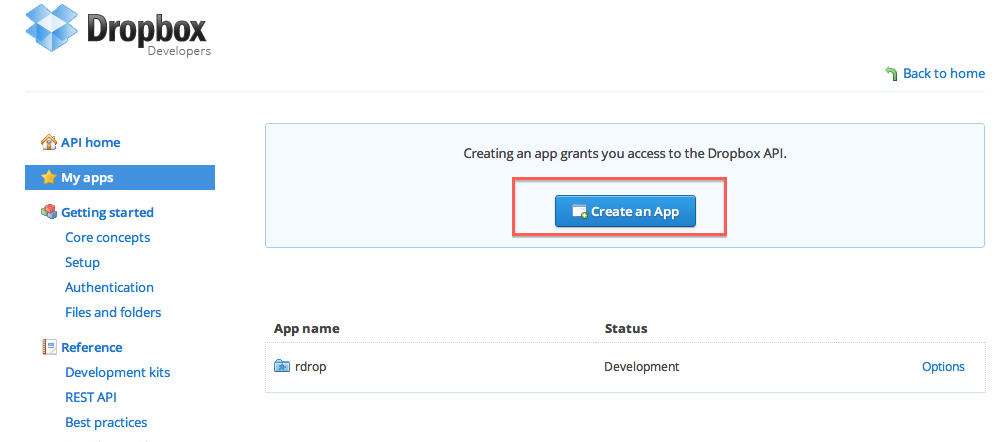 Dropbox
Developers
Back to home
API home
My apps
Getting started
Core concepts
Setup
Authentication
Files and folders
Reference
Development kits
REST API
Best practices
Creating an app grants you access to the Dropbox API.
Create an App
App name Status
rdrop Development Options